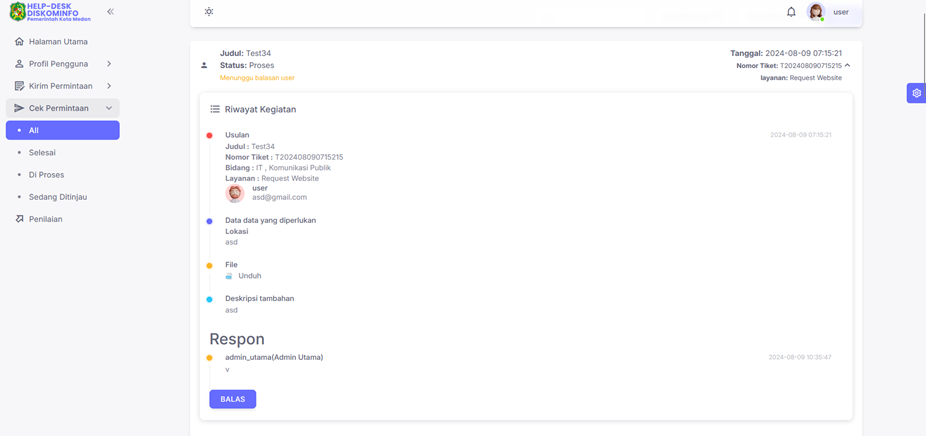 HELP-DESK
DISKOMINFO
Pemerintah Kota Medan
user
Halaman Utama
Profil Pengguna
Kirim Permintaan
Cek Permintaan
All
Selesai
Di Proses
Sedang Ditinjau
Penilaian
Judul: Test34
Status: Proses
Menunggu balasan user
Tanggal: 2024-08-09 07:15:21
Nomor Tiket: T202408090715215
layanan: Request Website
Riwayat Kegiatan
Usulan
2024-08-09 07:15:21
Judul : Test34
Nomor Tiket : T202408090715215
Bidang : IT , Komunikasi Publik
Layanan : Request Website
user
asd@gmail.com
Data data yang diperlukan
Lokasi
asd
File
Unduh
Deskripsi tambahan
asd
Respon
admin_utama(Admin Utama)
2024-08-09 10:35:47
v
BALAS